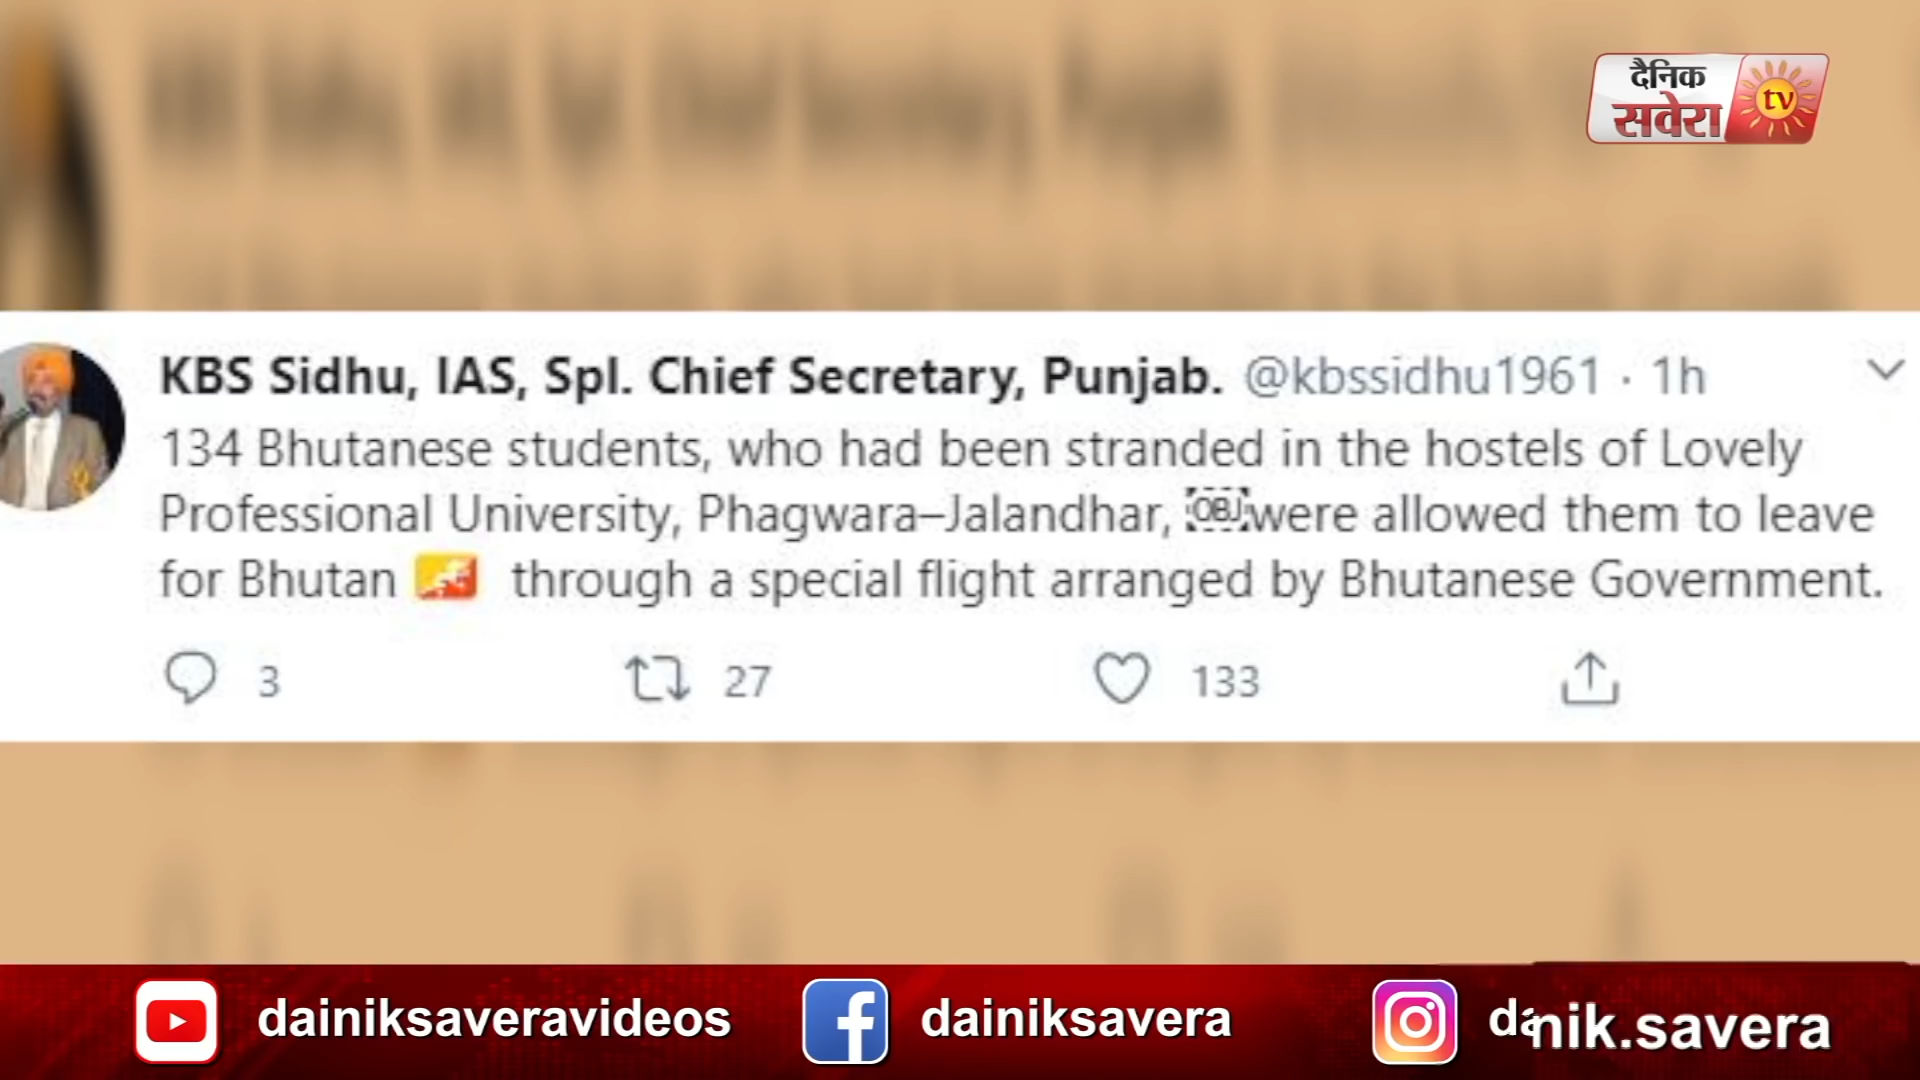 दैनिक
सवेरा
tv
KBS Sidhu, IAS, Spl. Chief Secretary, Punjab. @kbssidhu1961 · 1h
134 Bhutanese students, who had been stranded in the hostels of Lovely
Professional University, Phagwara–Jalandhar, OBJ were allowed them to leave
for Bhutan 🇧🇹 through a special flight arranged by Bhutanese Government.
3 27 133
dainiksaveravideos dainiksavera